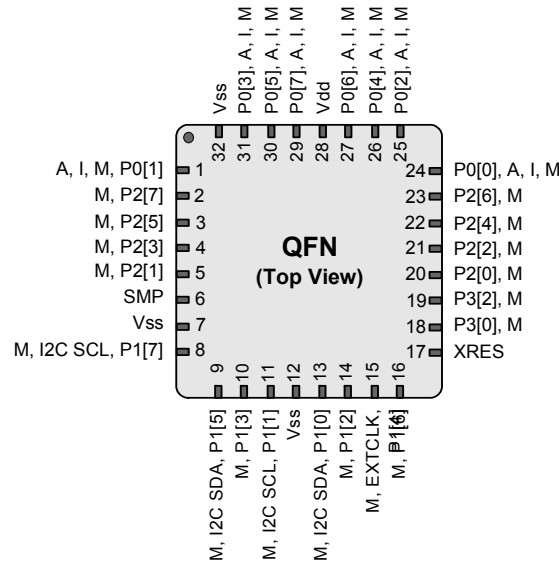 Vss
P0[3], A, I, M
P0[5], A, I, M
P0[7], A, I, M
Vdd
P0[6], A, I, M
P0[4], A, I, M
P0[2], A, I, M
32
31
30
29
28
27
26
25
A, I, M, P0[1]
1
M, P2[7]
2
M, P2[5]
3
M, P2[3]
4
M, P2[1]
5
SMP
6
Vss
7
M, I2C SCL, P1[7]
8
QFN
(Top View)
24
P0[0], A, I, M
23
P2[6], M
22
P2[4], M
21
P2[2], M
20
P2[0], M
19
P3[2], M
18
P3[0], M
17
XRES
9
10
11
12
13
14
15
16
M, I2C SDA, P1[5]
M, P1[3]
M, I2C SCL, P1[1]
Vss
M, I2C SDA, P1[0]
M, P1[2]
M, EXTCLK,
P1[4]
M, P1[6]